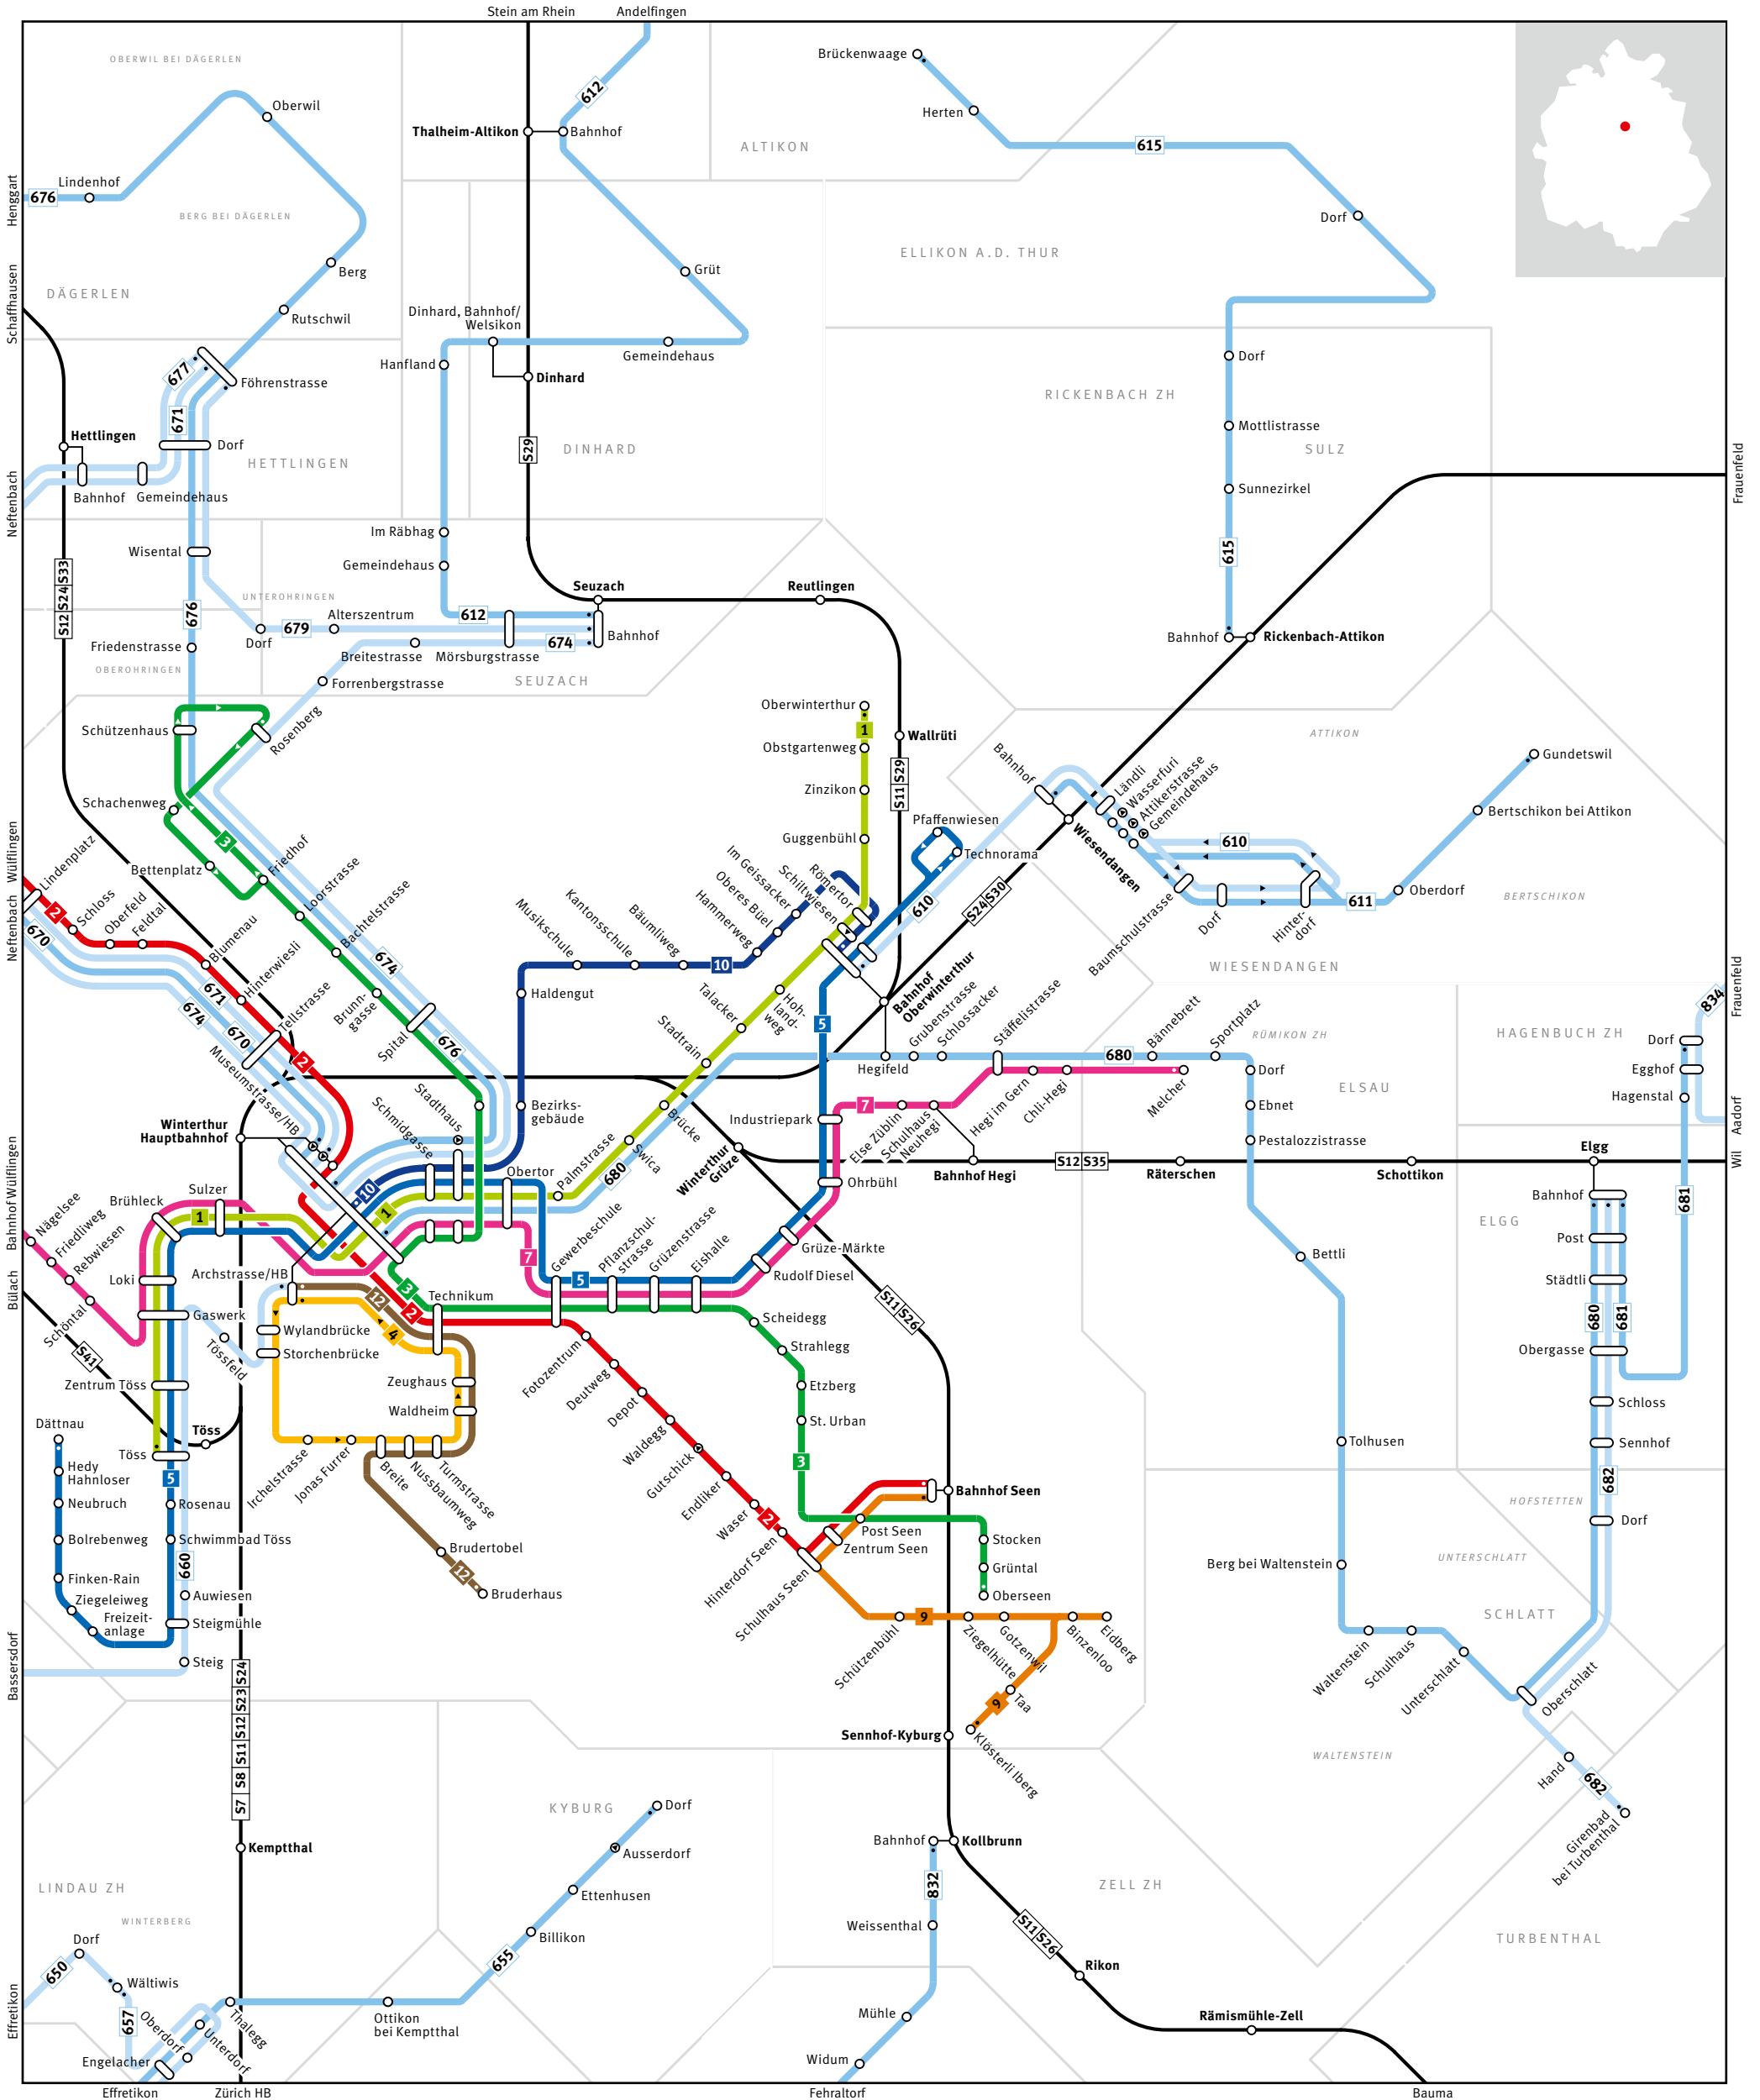 Stein am Rhein
Andelfingen
OBERWIL BEI DÄGERLEN
Brückenwaage
612
Oberwil
Herten
Thalheim-Altikon
Bahnhof
ALTIKON
615
Henggart
Lindenhof
676
BERG BEI DÄGERLEN
Dorf
ELLIKON A.D. THUR
Schaffhausen
Berg
Grüt
DÄGERLEN
Rutschwil
Dinhard, Bahnhof/
Welsikon
Gemeindehaus
Dorf
677
Hanfland
Dinhard
Föhrenstrasse
RICKENBACH ZH
671
Mottlistrasse
Hettlingen
Dorf
S29
DINHARD
SULZ
HETTLINGEN
Frauenfeld
Neftenbach
Bahnhof
Gemeindehaus
Sunnezirkel
Im Räbhag
Wisental
615
S12 S24 S33
Gemeindehaus
Seuzach
Reutlingen
UNTEROHRINGEN
676
Alterszentrum
612
679
Dorf
674
Bahnhof
Bahnhof
Rickenbach-Attikon
Friedenstrasse
Breitestrasse
Mörsburgstrasse
OBEROHRINGEN
Forrenbergstrasse
SEUZACH
Oberwinterthur
Schützenhaus
Rosenberg
1
Wallrüti
ATTIKON
Obstgartenweg
Bahnhof
Gundetswil
Zinzikon
S11 S29
Ländli
Wasserfuri
Attikerstrasse
Gemeindehaus
Schachenweg
Pfaffenwiesen
Bertschikon bei Attikon
Wülflingen
Lindenplatz
3
Guggenbühl
Technorama
Wiesendangen
610
Bettenplatz
Friedhof
Im Geissacker
Schiltwiesen
Römertor
Oberes Büel
Hammerweg
S24 S30
Oberdorf
611
BERTSCHIKON
2
Schloss
Oberfeld
Feldtal
Loorstrasse
Bachtelstrasse
Musikschule
Kantonsschule
Bäumliweg
610
Baumschulstrasse
Dorf
Hinter-
dorf
Neftenbach
670
Blumenau
674
10
WIESENDANGEN
Frauenfeld
671
Hinterwiesli
Haldengut
Talacker
Hoh-
land-
weg
Bahnhof
Oberwinterthur
834
674
670
Tellstrasse
Brunn-
gasse
Spital
676
Stadtrain
5
Grubenstrasse
Schlossacker
Stäffelistrasse
Bännebrett
Sportplatz
RÜMIKON ZH
HAGENBUCH ZH
Dorf
2
680
Hegifeld
Egghof
Museumstrasse/HB
Dorf
ELSAU
Schmidgasse
Stadthaus
Bezirks-
gebäude
Brücke
Industriepark
7
Else Züblin
Schulhaus
Neuhegi
Hegi im Gern
Chli-Hegi
Melcher
Ebnet
Hagenstal
Aadorf
Winterthur
Hauptbahnhof
Pestalozzistrasse
Bahnhof Wülflingen
Obertor
Palmstrasse
Swica
Winterthur
Grüze
Bahnhof Hegi
S12 S35
Räterschen
Schottikon
Elgg
Wil
680
Ohrbühl
Nägelsee
Friedliweg
Rebwiesen
Brühleck
Sulzer
10
Bahnhof
681
1
1
ELGG
Post
Gewerbeschule
Pflanzschul-
strasse
Grüzenstrasse
Eishalle
Grüze-Märkte
Bettli
7
Rudolf Diesel
Bülach
Loki
Archstrasse/HB
5
Städtli
3
12
2
Technikum
S11 S26
Schöntal
Gaswerk
Wylandbrücke
4
Scheidegg
680
681
S41
Tössfeld
Storchenbrücke
Strahlegg
Obergasse
Zentrum Töss
Zeughaus
Fotozentrum
Deutweg
Etzberg
Depot
Schloss
Dättnau
Waldheim
St. Urban
Töss
Waldegg
Tolhusen
Sennhof
Töss
Hedy
Hahnloser
5
Irchelstrasse
Jonas Furrer
Breite
Nussbaumweg
Turmstrasse
Gutschick
3
682
Neubruch
Rosenau
Endliker
Bahnhof Seen
HOFSTETTEN
Waser
2
Post Seen
Dorf
Bolrebenweg
Schwimmbad Töss
Brudertobel
Hinterdorf Seen
Zentrum Seen
Stocken
Berg bei Waltenstein
UNTERSCHLATT
660
12
Bruderhaus
Schulhaus Seen
Grüntal
Finken-Rain
Auwiesen
Oberseen
Ziegeleiweg
Freizeit-
anlage
Steigmühle
9
SCHLATT
Bassersdorf
Steig
Schützenbühl
Ziegelhütte
Gotzenwil
Binzenloo
Eidberg
Waltenstein
Schulhaus
Unterschlatt
Oberschlatt
S7 S8 S11 S12 S23 S24
9
Taa
Sennhof-Kyburg
Klösterli Iberg
WALTENSTEIN
Hand
682
KYBURG
Dorf
Girenbad
bei Turbenthal
Kemptthal
Ausserdorf
Bahnhof
Kollbrunn
LINDAU ZH
Ettenhusen
832
ZELL ZH
WINTERBERG
Weissenthal
S11 S26
TURBENTHAL
Dorf
Billikon
650
655
Rikon
Wältiwis
Effretikon
657
Oberdorf
Thalegg
Unterdorf
Ottikon
bei Kemptthal
Mühle
Rämismühle-Zell
Engelacher
Widum
Effretikon
Zürich HB
Fehraltorf
Bauma